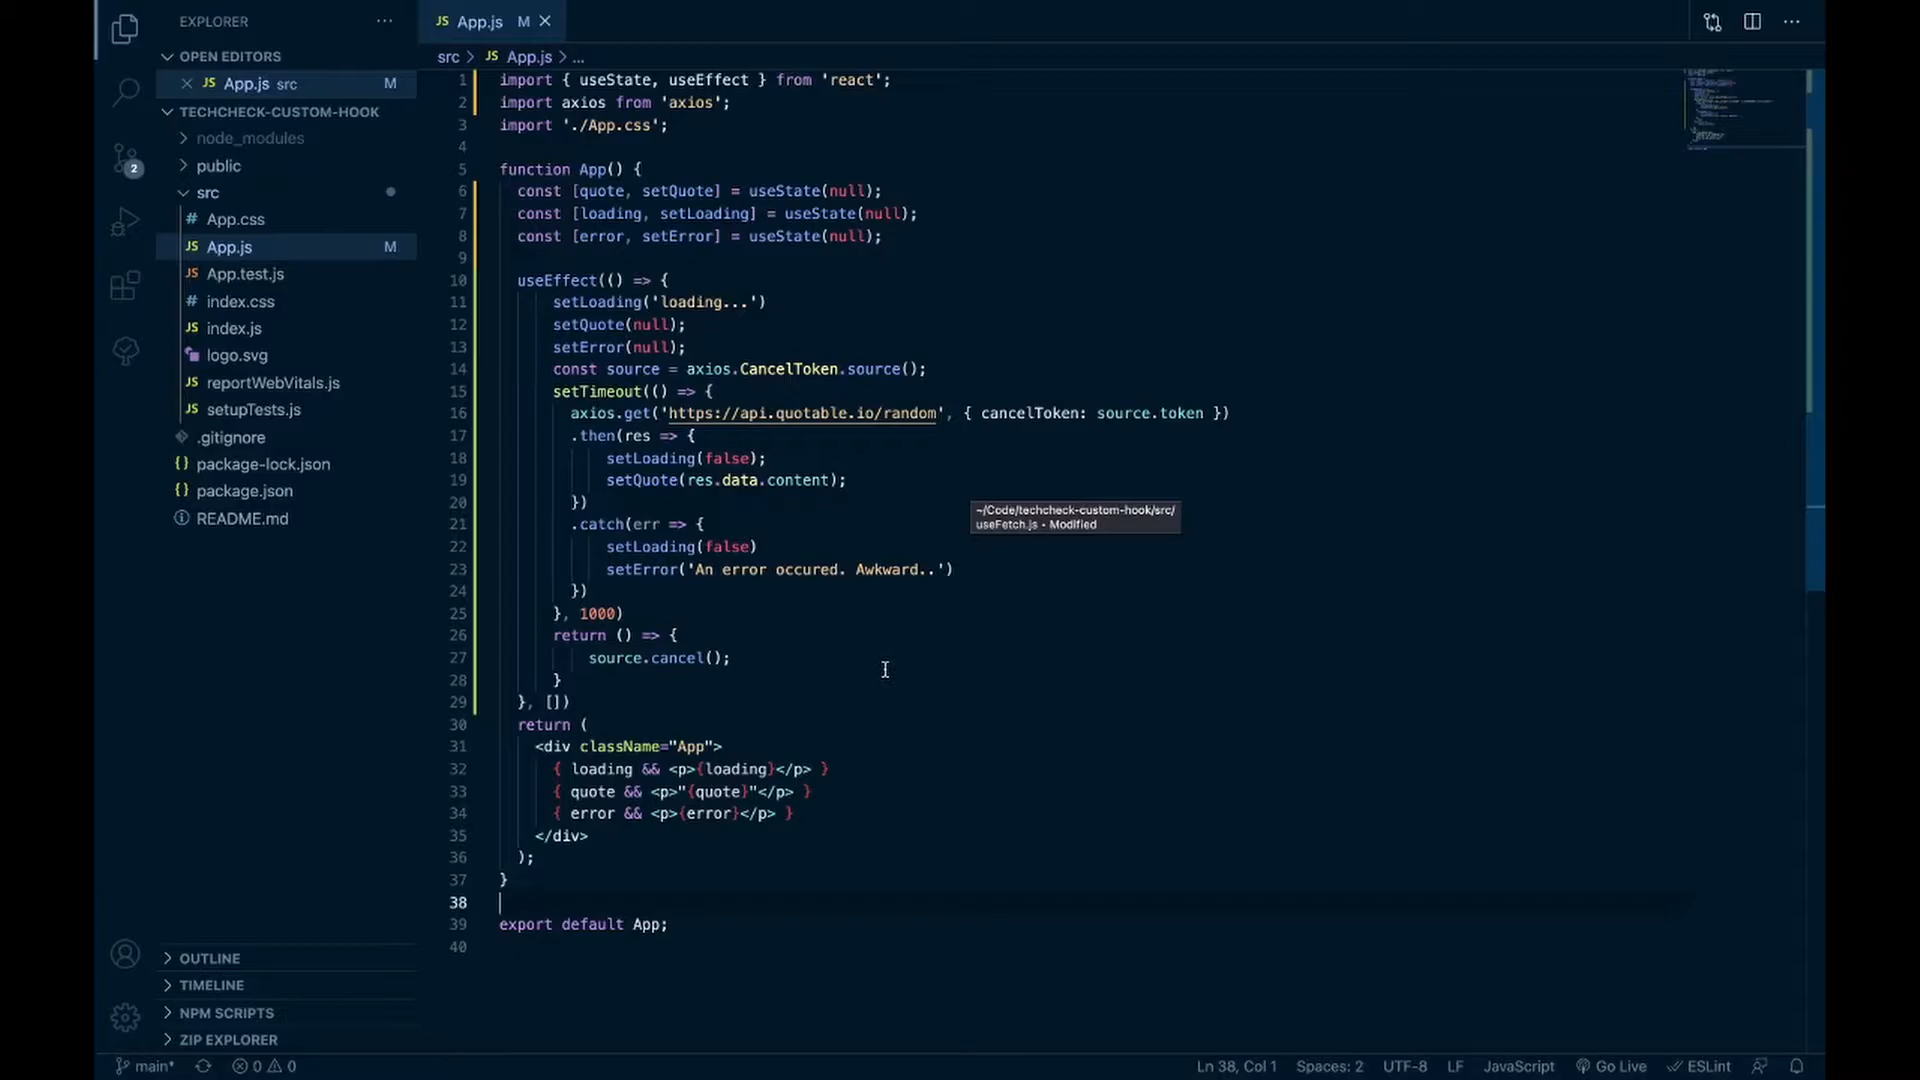 EXPLORER
OPEN EDITORS
App.js src M
TECHCHECK-CUSTOM-HOOK
node_modules
public
src
# App.css
JS App.js M
JS App.test.js
# index.css
JS index.js
logo.svg
JS reportWebVitals.js
JS setupTests.js
.gitignore
{} package-lock.json
{} package.json
README.md
OUTLINE
TIMELINE
NPM SCRIPTS
ZIP EXPLORER
2
JS App.js M
src > JS App.js > ...
1 import { useState, useEffect } from 'react';
2 import axios from 'axios';
3 import './App.css';
4
5 function App() {
6 const [quote, setQuote] = useState(null);
7 const [loading, setLoading] = useState(null);
8 const [error, setError] = useState(null);
9
10 useEffect(() => {
11 setLoading('loading...')
12 setQuote(null);
13 setError(null);
14 const source = axios.CancelToken.source();
15 setTimeout(() => {
16 axios.get('https://api.quotable.io/random', { cancelToken: source.token })
17 .then(res => {
18 setLoading(false);
19 setQuote(res.data.content);
20 })
21 .catch(err => {
22 setLoading(false)
23 setError('An error occured. Awkward..')
24 })
25 }, 1000)
26 return () => {
27 source.cancel();
28 }
29 }, [])
30 return (
31 <div className="App">
32 { loading && <p>{loading}</p> }
33 { quote && <p>"{quote}"</p> }
34 { error && <p>{error}</p> }
35 </div>
36 );
37 }
38
39 export default App;
40
~/Code/techcheck-custom-hook/src/
useFetch.js • Modified
main* 0 0 Ln 38, Col 1 Spaces: 2 UTF-8 LF JavaScript Go Live ESLint